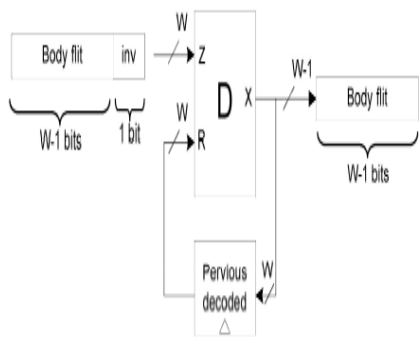 Body flit inv
W-1 bits
1 bit
W
Z
W
R
D
X
W-1
Body flit
W-1 bits
Pervious
decoded
W